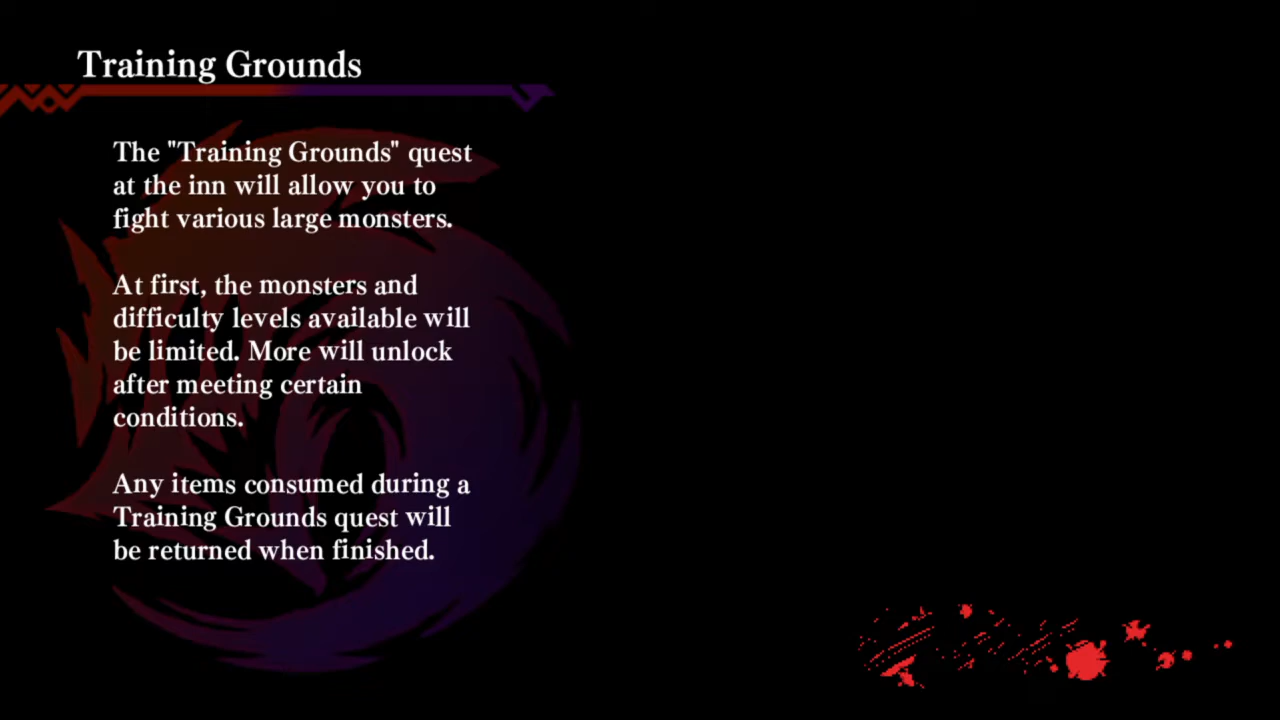 Training Grounds
The "Training Grounds" quest
at the inn will allow you to
fight various large monsters.
At first, the monsters and
difficulty levels available will
be limited. More will unlock
after meeting certain
conditions.
Any items consumed during a
Training Grounds quest will
be returned when finished.